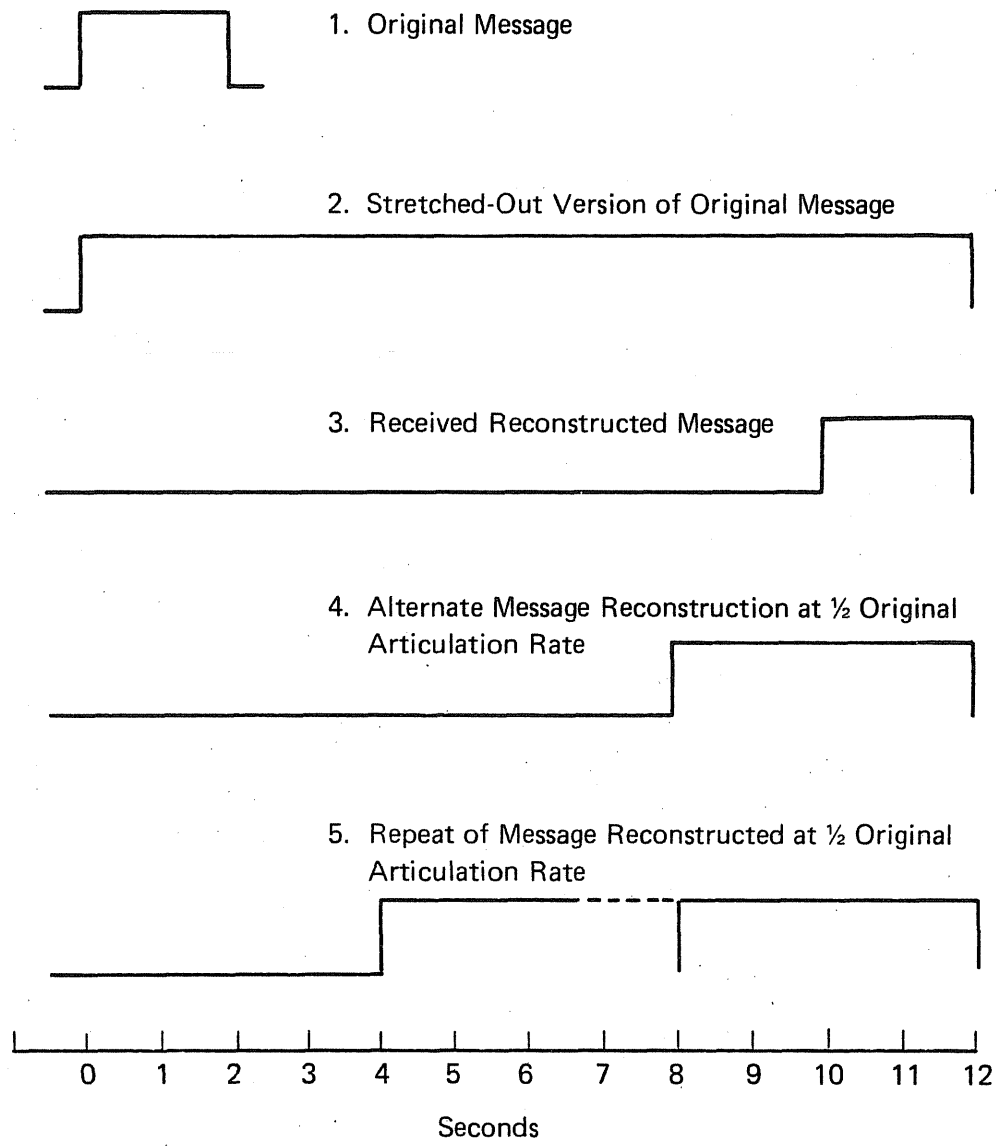 1. Original Message
2. Stretched-Out Version of Original Message
3. Received Reconstructed Message
4. Alternate Message Reconstruction at ½ Original
Articulation Rate
5. Repeat of Message Reconstructed at ½ Original
Articulation Rate
0 1 2 3 4 5 6 7 8 9 10 11 12
Seconds